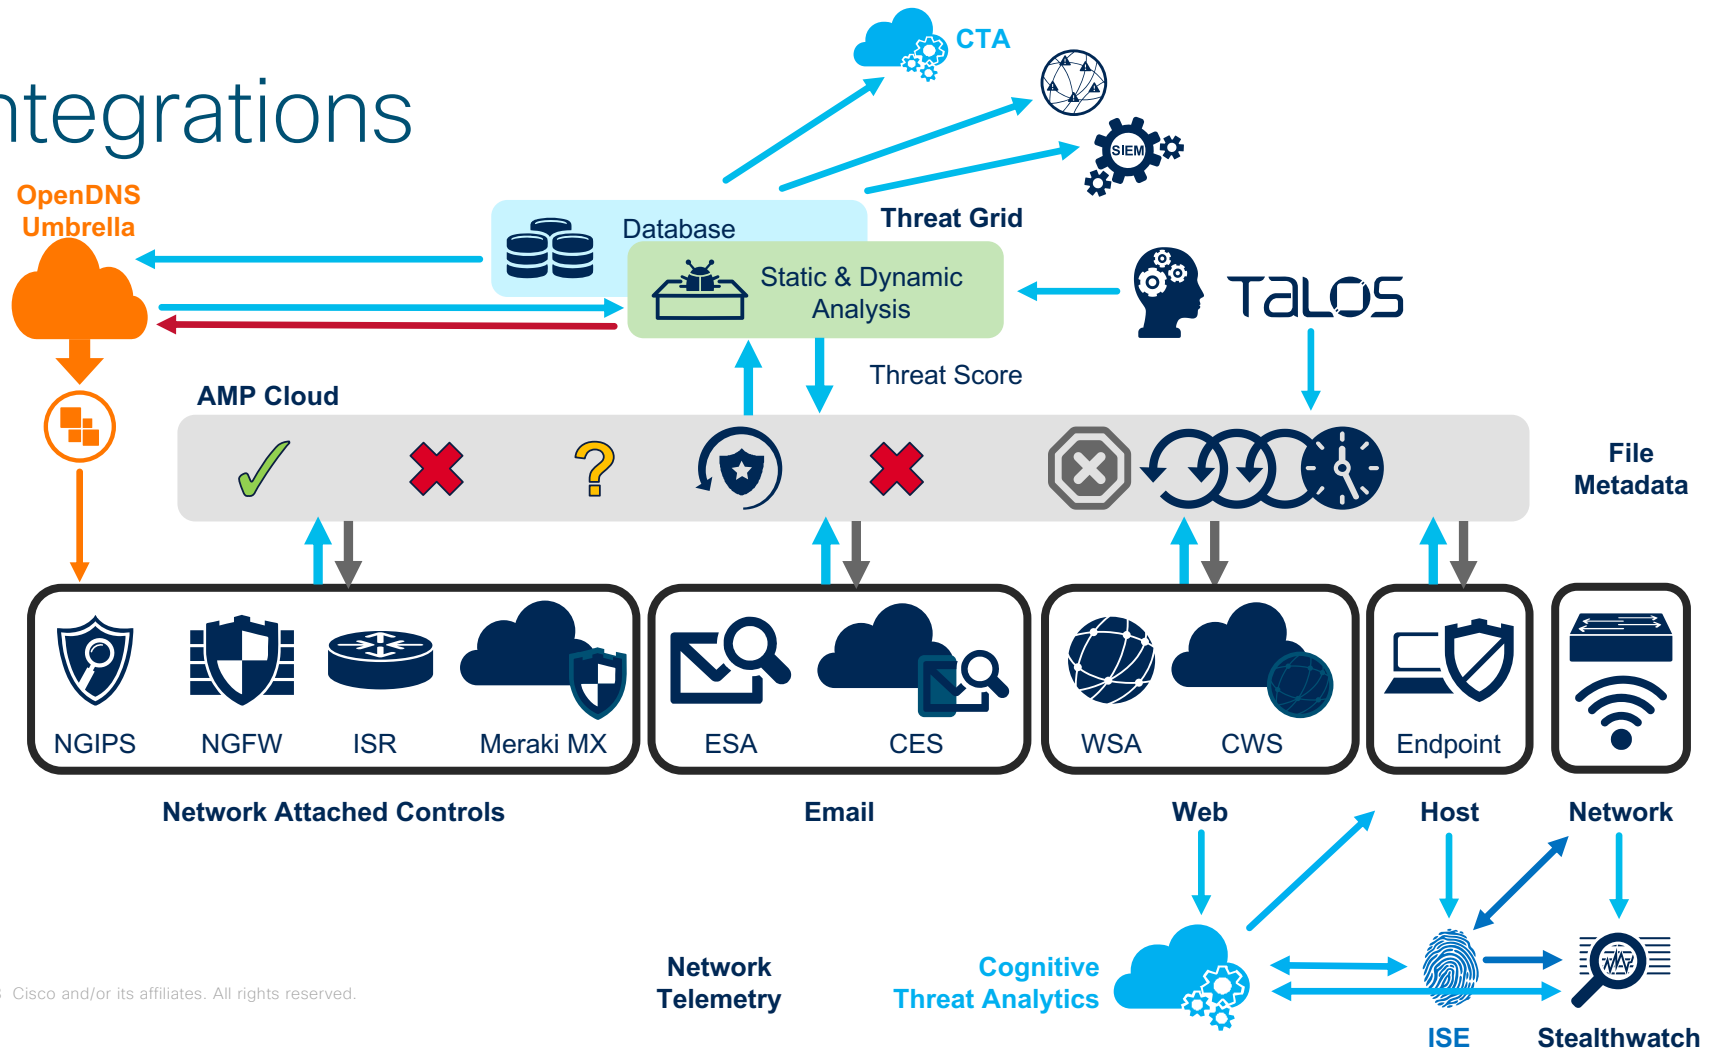 ntegrations
CTA
SIEM
OpenDNS
Umbrella
Database
Threat Grid
Static & Dynamic
Analysis
TALOS
Threat Score
AMP Cloud
?
File
Metadata
NGIPS
NGFW
ISR
Meraki MX
ESA
CES
WSA
CWS
Endpoint
Network Attached Controls
Email
Web
Host
Network
Network
Telemetry
Cognitive
Threat Analytics
ISE
Stealthwatch
Cisco and/or its affiliates. All rights reserved.